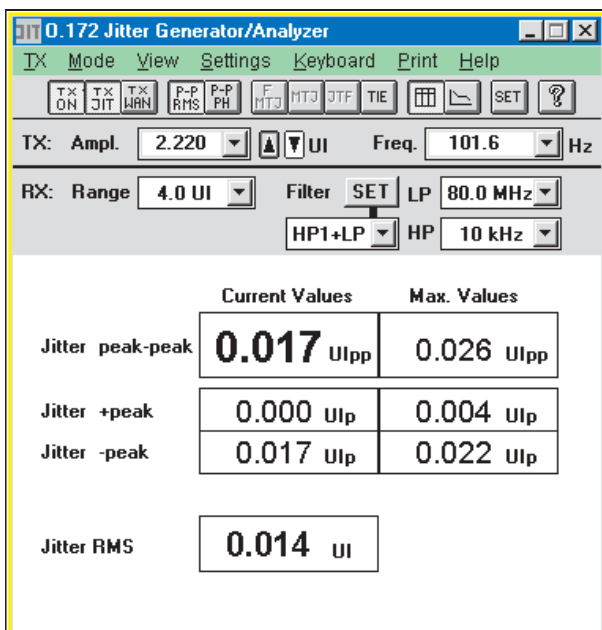 JIT 0.172 Jitter Generator/Analyzer
TX Mode View Settings Keyboard Print Help
TX ON TX JIT TX WAN P-P RMS P-P PH F MTJ MTJ JTF TIE SET ?
TX: Ampl. 2.220 UI Freq. 101.6 Hz
RX: Range 4.0 UI Filter SET LP 80.0 MHz
HP1+LP HP 10 kHz
Current Values Max. Values
Jitter peak-peak 0.017 UIpp 0.026 UIpp
Jitter +peak 0.000 UIp 0.004 UIp
Jitter -peak 0.017 UIp 0.022 UIp
Jitter RMS 0.014 UI